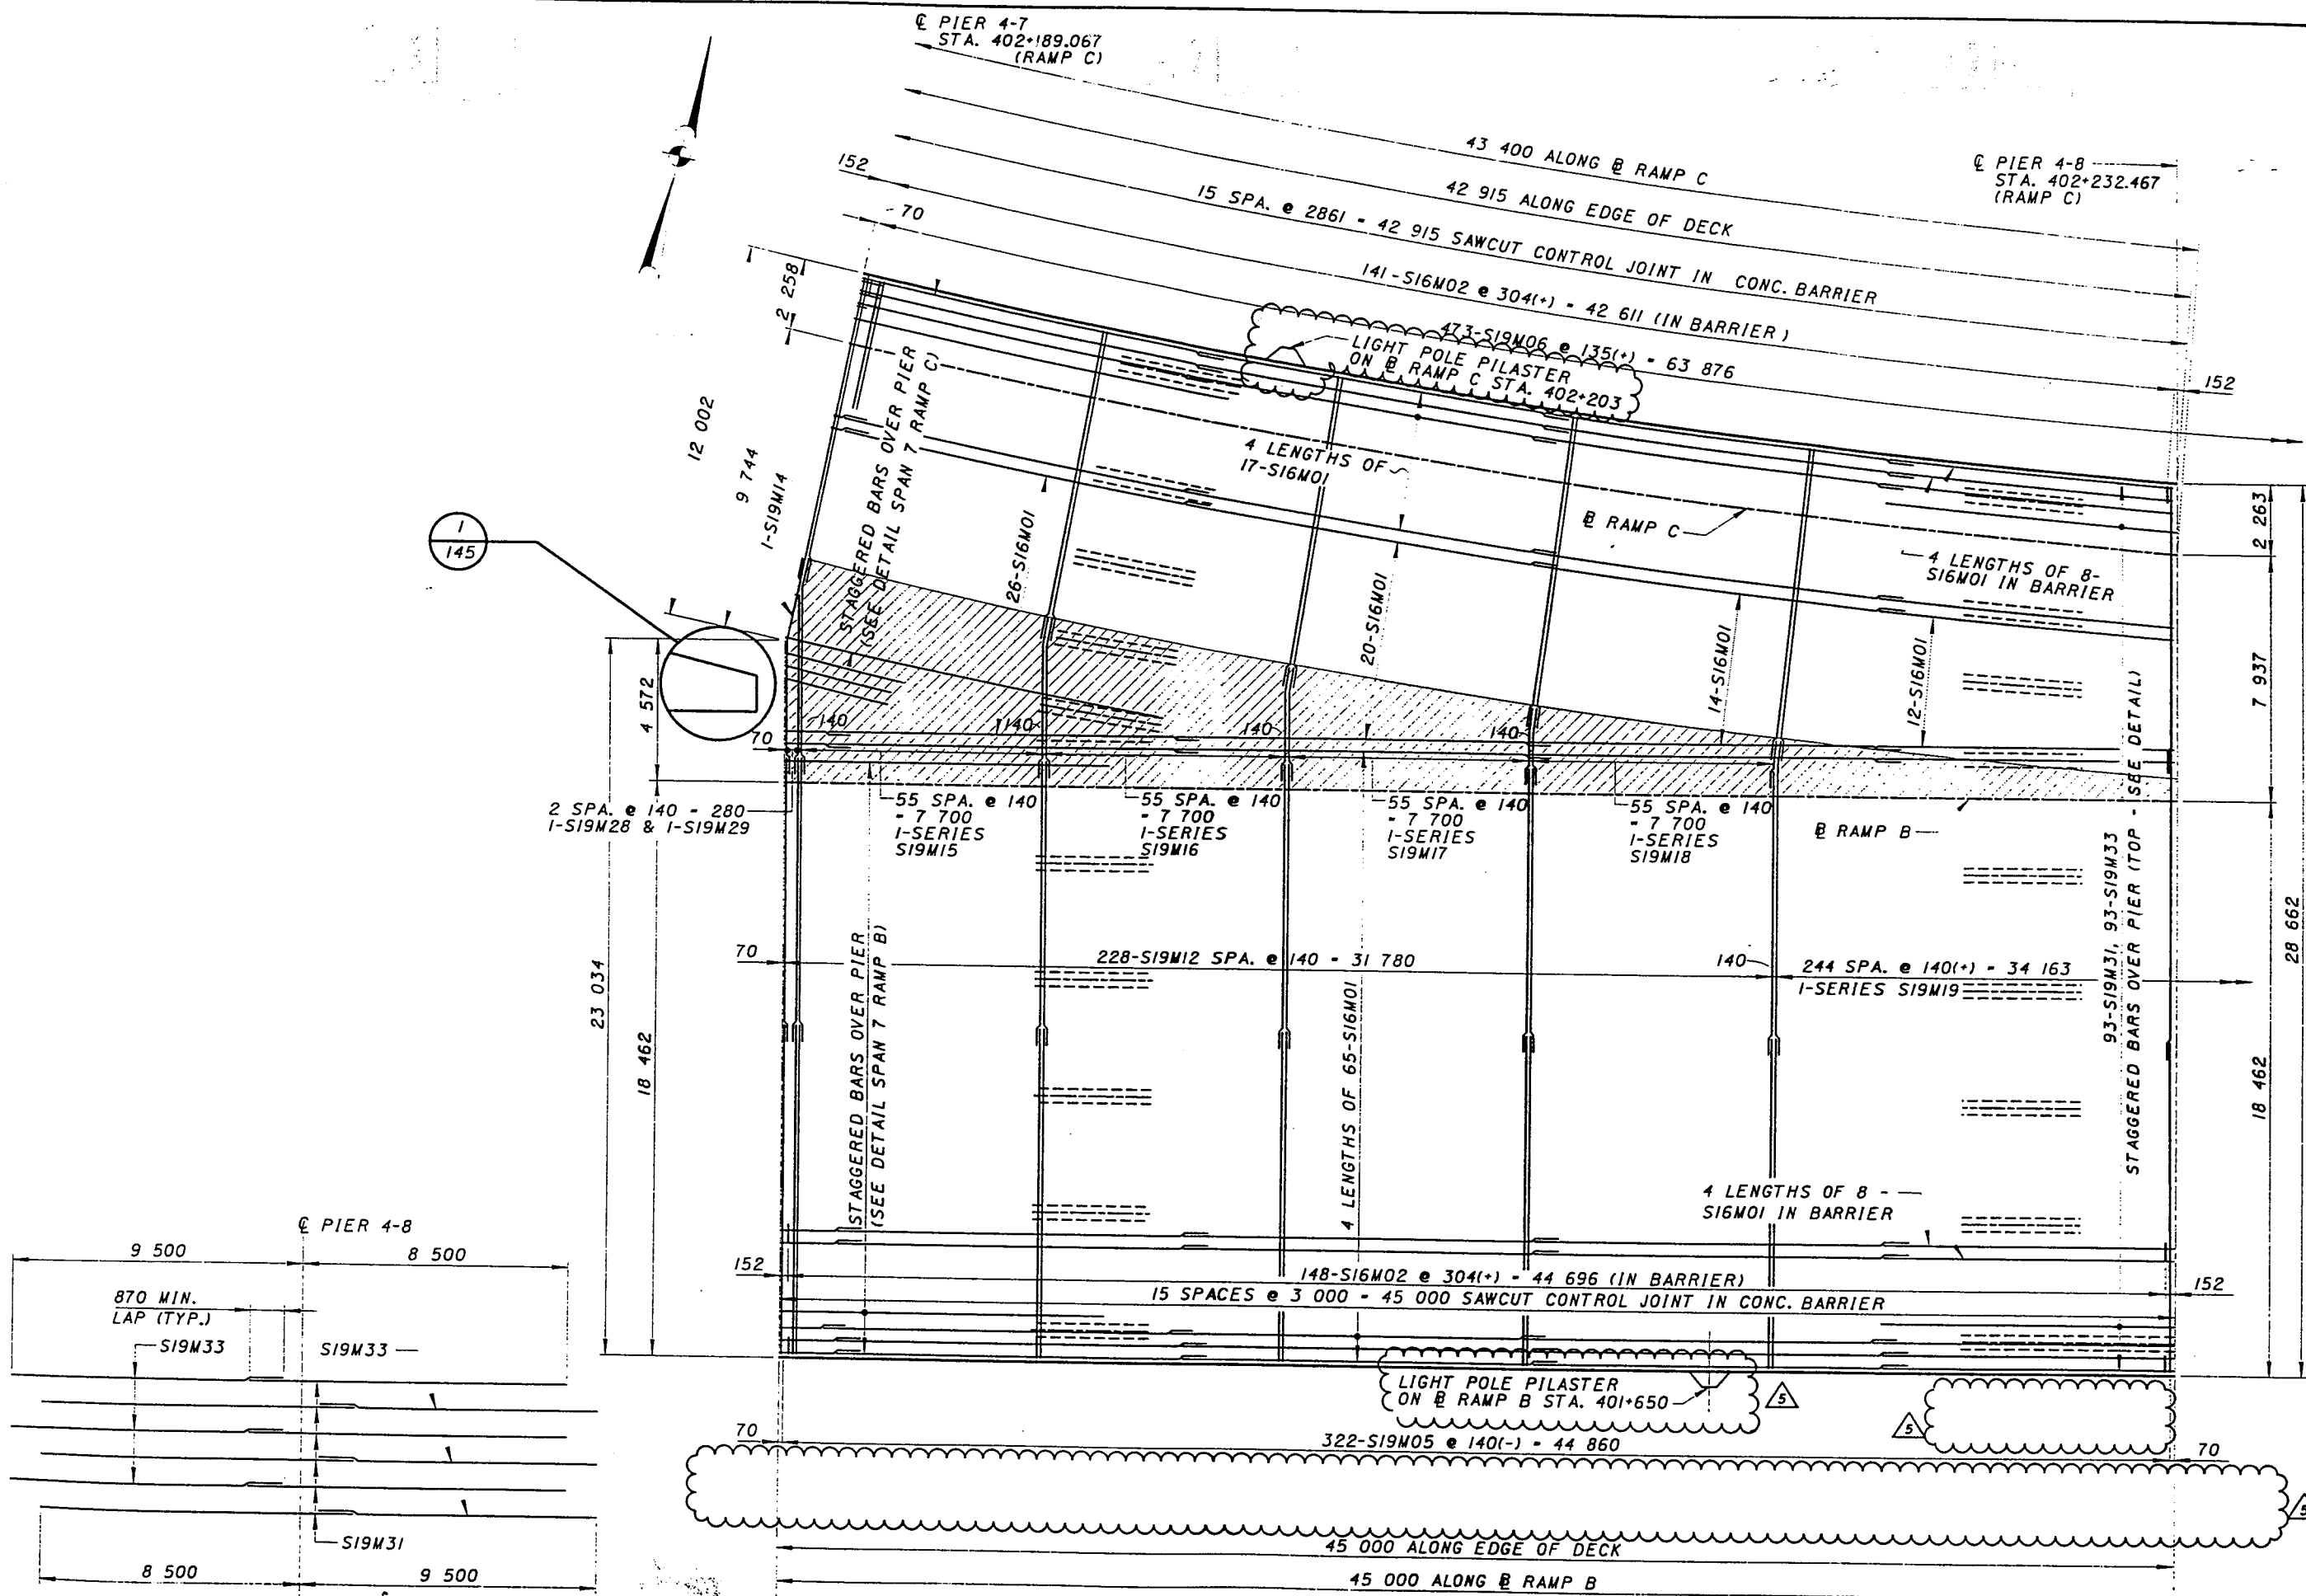 ℄ PIER 4-7
STA. 402+189.067
(RAMP C)
43 400 ALONG ℄ RAMP C
℄ PIER 4-8
STA. 402+232.467
(RAMP C)
42 915 ALONG EDGE OF DECK
152
15 SPA. @ 2861 = 42 915 SAWCUT CONTROL JOINT IN CONC. BARRIER
70
141-S16M02 @ 304(+) = 42 611 (IN BARRIER)
473-S19M06 @ 135(+) = 63 876
152
LIGHT POLE PILASTER
ON ℄ RAMP C STA. 402+203
2 258
12 002
9 744
1-S19M14
STAGGERED BARS OVER PIER
(SEE DETAIL SPAN 7 RAMP C)
4 LENGTHS OF
17-S16M01
℄ RAMP C
4 LENGTHS OF 8-
S16M01 IN BARRIER
2 263
7 937
1
145
26-S16M01
20-S16M01
14-S16M01
12-S16M01
4 572
70
140
140
140
140
2 SPA. @ 140 = 280
1-S19M28 & 1-S19M29
55 SPA. @ 140
= 7 700
1-SERIES
S19M15
55 SPA. @ 140
= 7 700
1-SERIES
S19M16
55 SPA. @ 140
= 7 700
1-SERIES
S19M17
55 SPA. @ 140
= 7 700
1-SERIES
S19M18
℄ RAMP B
93-S19M31, 93-S19M33
STAGGERED BARS OVER PIER (TOP - SEE DETAIL)
28 662
23 034
18 462
70
228-S19M12 SPA. @ 140 = 31 780
140
244 SPA. @ 140(+) = 34 163
1-SERIES S19M19
STAGGERED BARS OVER PIER
(SEE DETAIL SPAN 7 RAMP B)
4 LENGTHS OF 65-S16M01
18 462
4 LENGTHS OF 8 -
S16M01 IN BARRIER
152
148-S16M02 @ 304(+) = 44 696 (IN BARRIER)
152
15 SPACES @ 3 000 = 45 000 SAWCUT CONTROL JOINT IN CONC. BARRIER
LIGHT POLE PILASTER
ON ℄ RAMP B STA. 401+650
5
5
70
322-S19M05 @ 140(-) = 44 860
70
5
45 000 ALONG EDGE OF DECK
45 000 ALONG ℄ RAMP B
℄ PIER 4-8
9 500
8 500
870 MIN.
LAP (TYP.)
S19M33
S19M33
S19M31
8 500
9 500